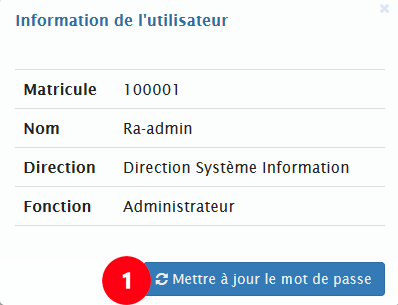 Information de l'utilisateur
Matricule 100001
Nom Ra-admin
Direction Direction Système Information
Fonction Administrateur
1 Mettre à jour le mot de passe